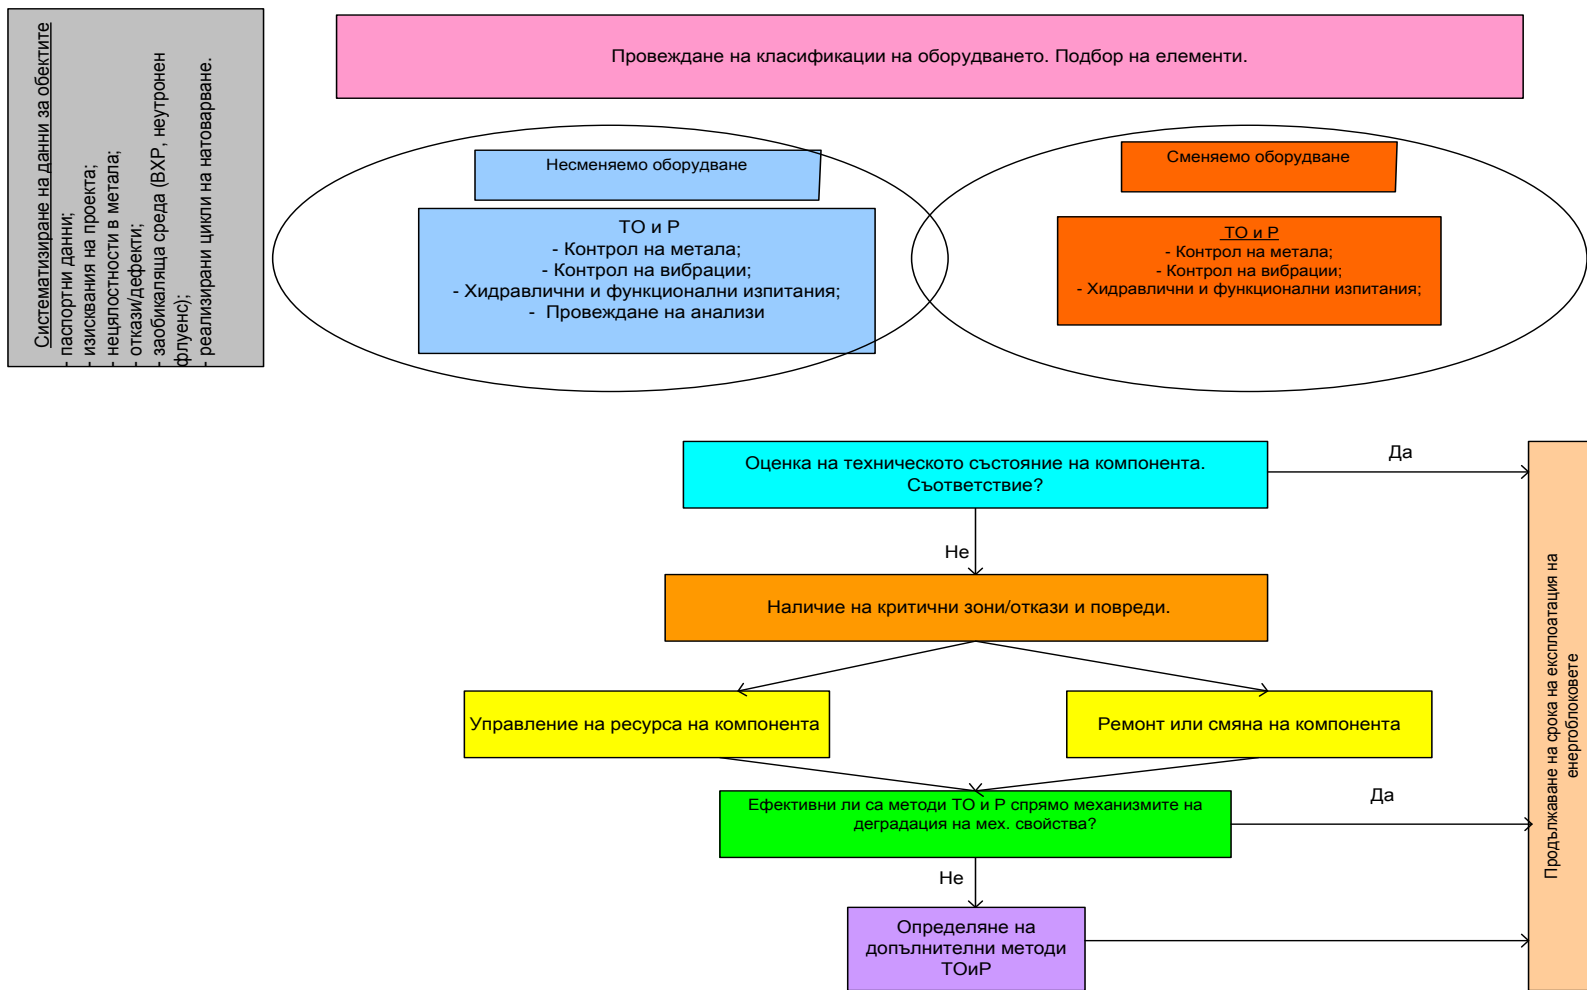 Систематизиране на данни за обектите
- паспортни данни;
- изисквания на проекта;
- нецялостности в метала;
- откази/дефекти;
- заобикаляща среда (ВХР, неутронен
флуенс);
- реализирани цикли на натоварване.
Провеждане на класификации на оборудването. Подбор на елементи.
Несменяемо оборудване
ТО и Р
- Контрол на метала;
- Контрол на вибрации;
- Хидравлични и функционални изпитания;
- Провеждане на анализи
Сменяемо оборудване
ТО и Р
- Контрол на метала;
- Контрол на вибрации;
- Хидравлични и функционални изпитания;
Оценка на техническото състояние на компонента.
Съответствие?
Да
Не
Наличие на критични зони/откази и повреди.
Управление на ресурса на компонента
Ремонт или смяна на компонента
Ефективни ли са методи ТО и Р спрямо механизмите на
деградация на мех. свойства?
Да
Не
Определяне на
допълнителни методи
ТОиР
Продължаване на срока на експлоатация на
енергоблоковете